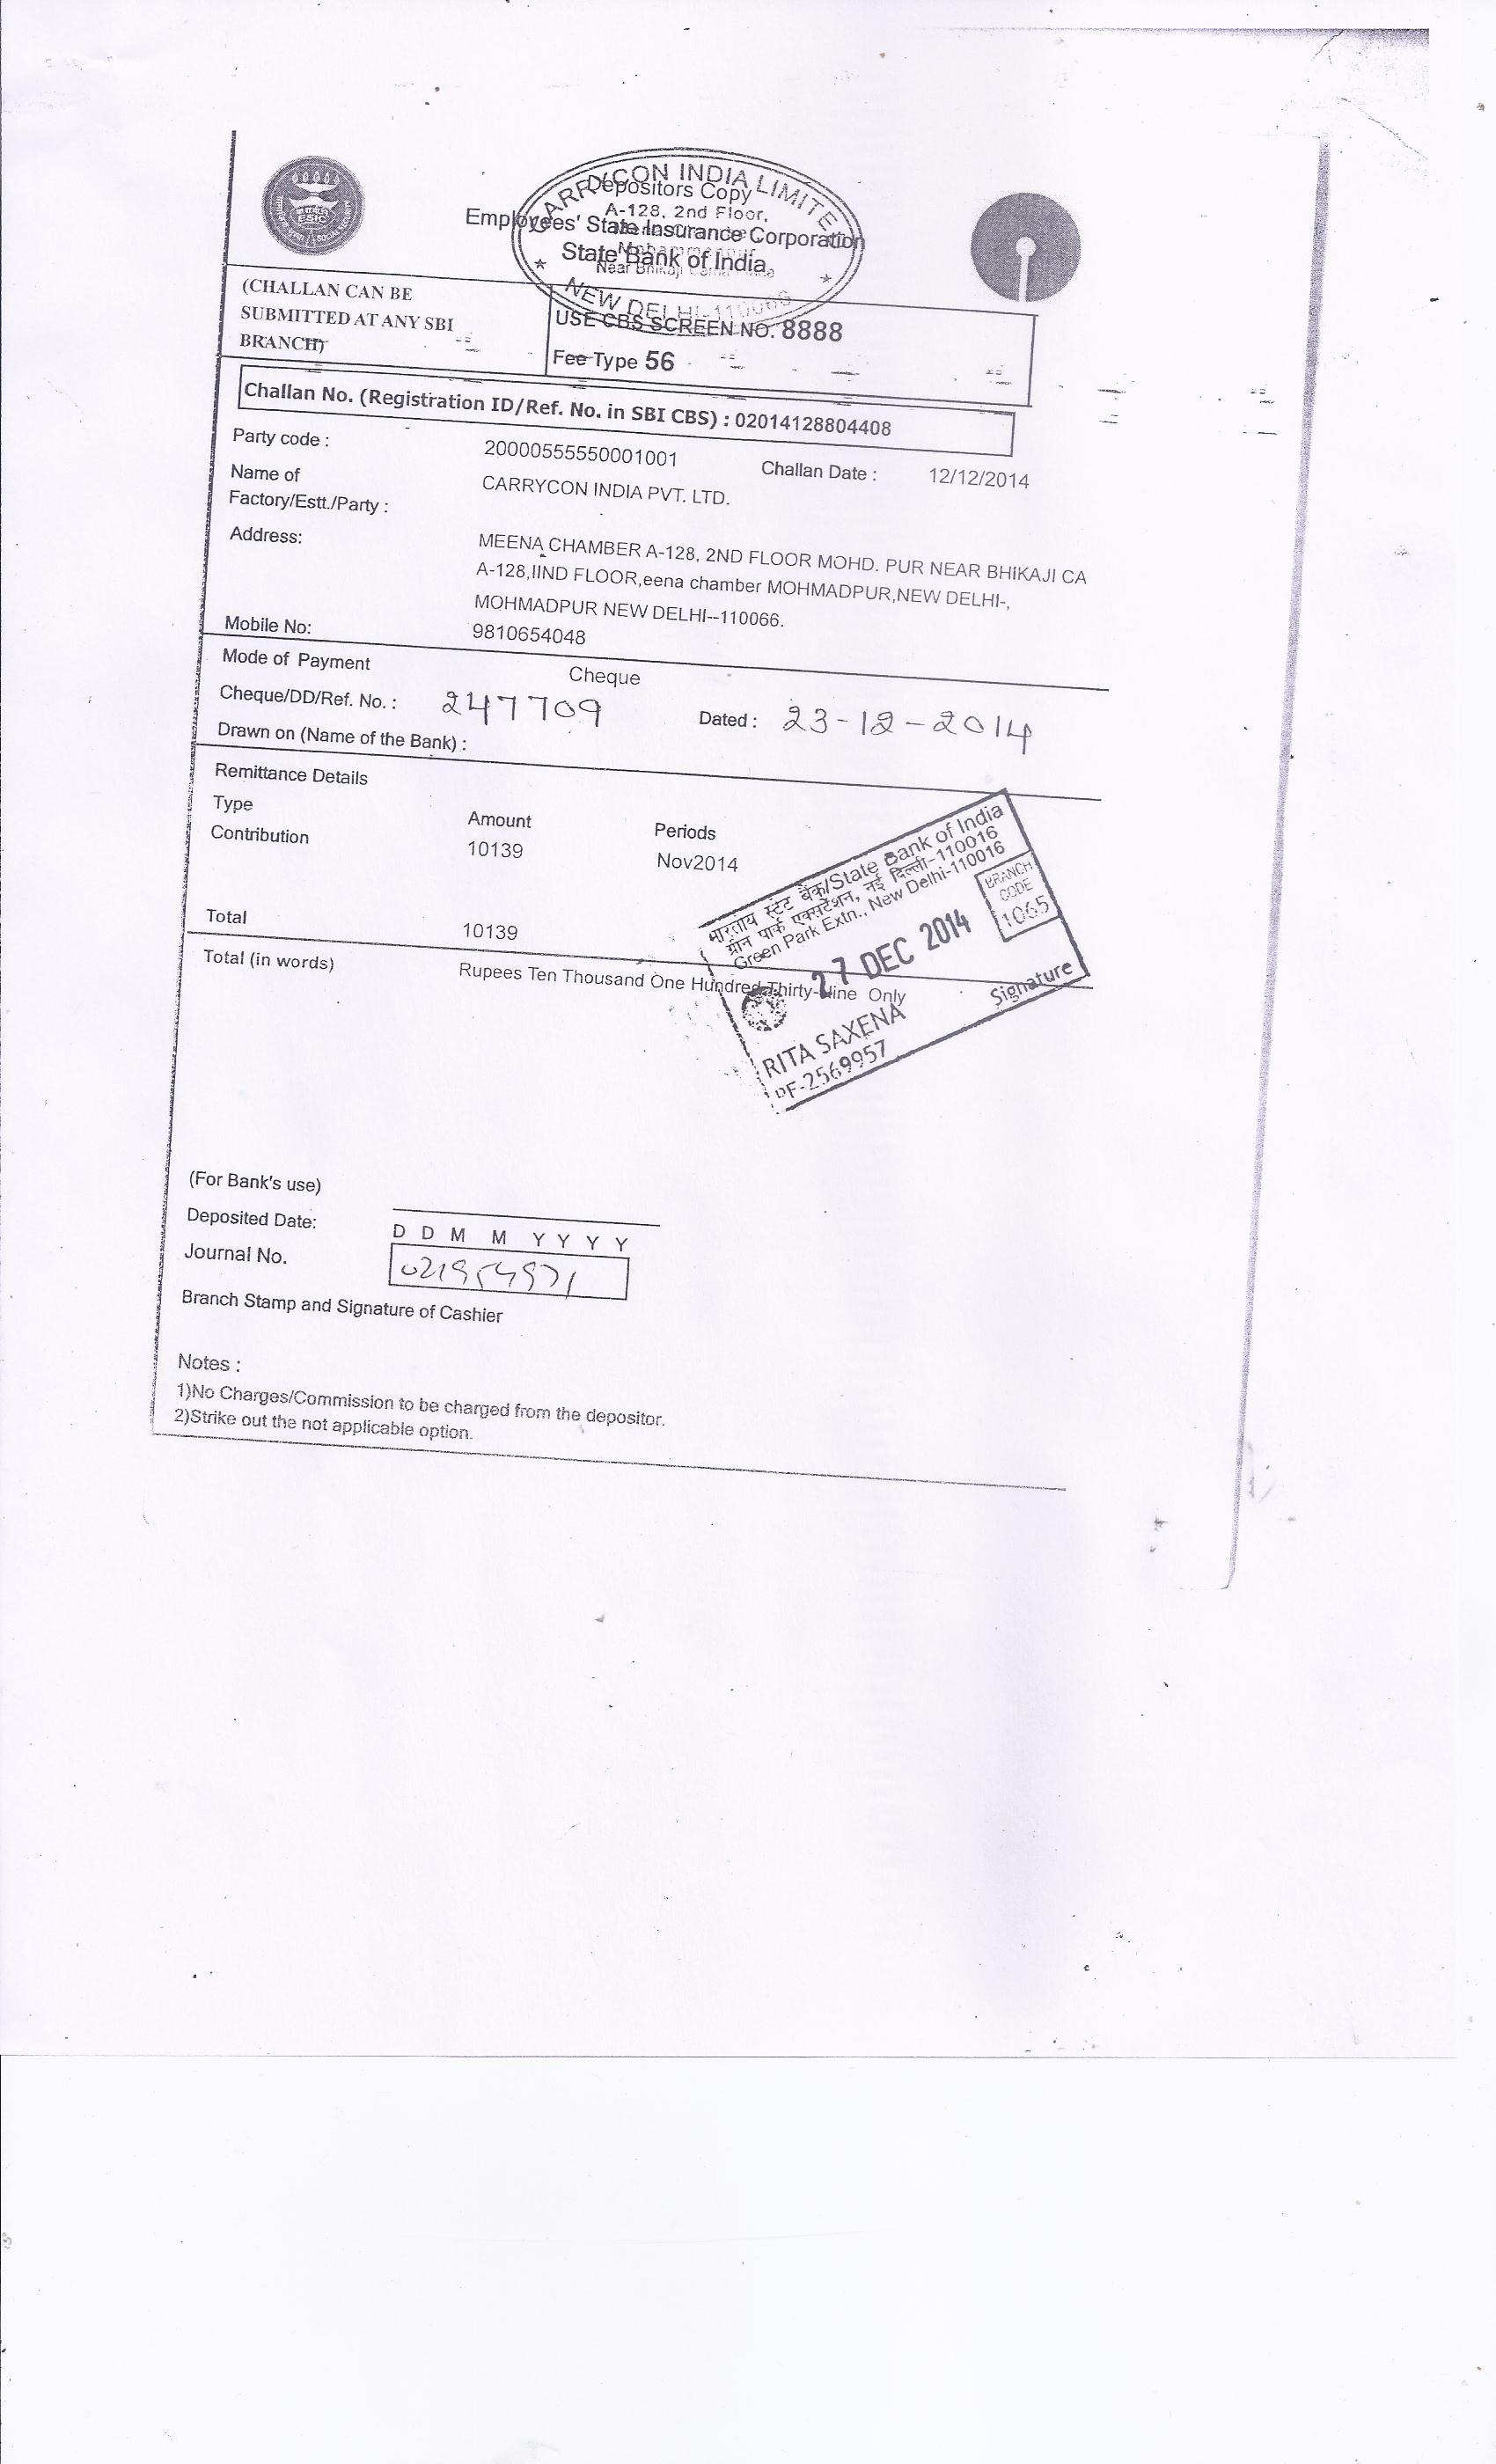 CARRYCON INDIA LIMITED
Depositors Copy
A-128, 2nd Floor,
Employees' State Insurance Corporation
State Bank of India
Near Bhikaji
NEW DELHI-110066
ESIC
(CHALLAN CAN BE
SUBMITTED AT ANY SBI
BRANCH)
USE CBS SCREEN NO. 8888
Fee Type 56
Challan No. (Registration ID/Ref. No. in SBI CBS) : 02014128804408
Party code : 20000555550001001 Challan Date : 12/12/2014
Name of
Factory/Estt./Party : CARRYCON INDIA PVT. LTD.
Address: MEENA CHAMBER A-128, 2ND FLOOR MOHD. PUR NEAR BHIKAJI CA
A-128,IIND FLOOR,eena chamber MOHMADPUR,NEW DELHI-,
MOHMADPUR NEW DELHI--110066.
Mobile No: 9810654048
Mode of Payment Cheque
Cheque/DD/Ref. No. : 247709 Dated : 23-12-2014
Drawn on (Name of the Bank) :
Remittance Details
Type Amount Periods
Contribution 10139 Nov2014
Total 10139
Total (in words) Rupees Ten Thousand One Hundred Thirty-Nine Only
भारतीय स्टेट बैंक/State Bank of India
ग्रीन पार्क एक्सटेंशन, नई दिल्ली-110016
Green Park Extn., New Delhi-110016
BRANCH
CODE
1065
27 DEC 2014
Signature
RITA SAXENA
PF-2569957
(For Bank's use)
Deposited Date:
D D M M Y Y Y Y
Journal No.
Branch Stamp and Signature of Cashier
Notes :
1)No Charges/Commission to be charged from the depositor.
2)Strike out the not applicable option.